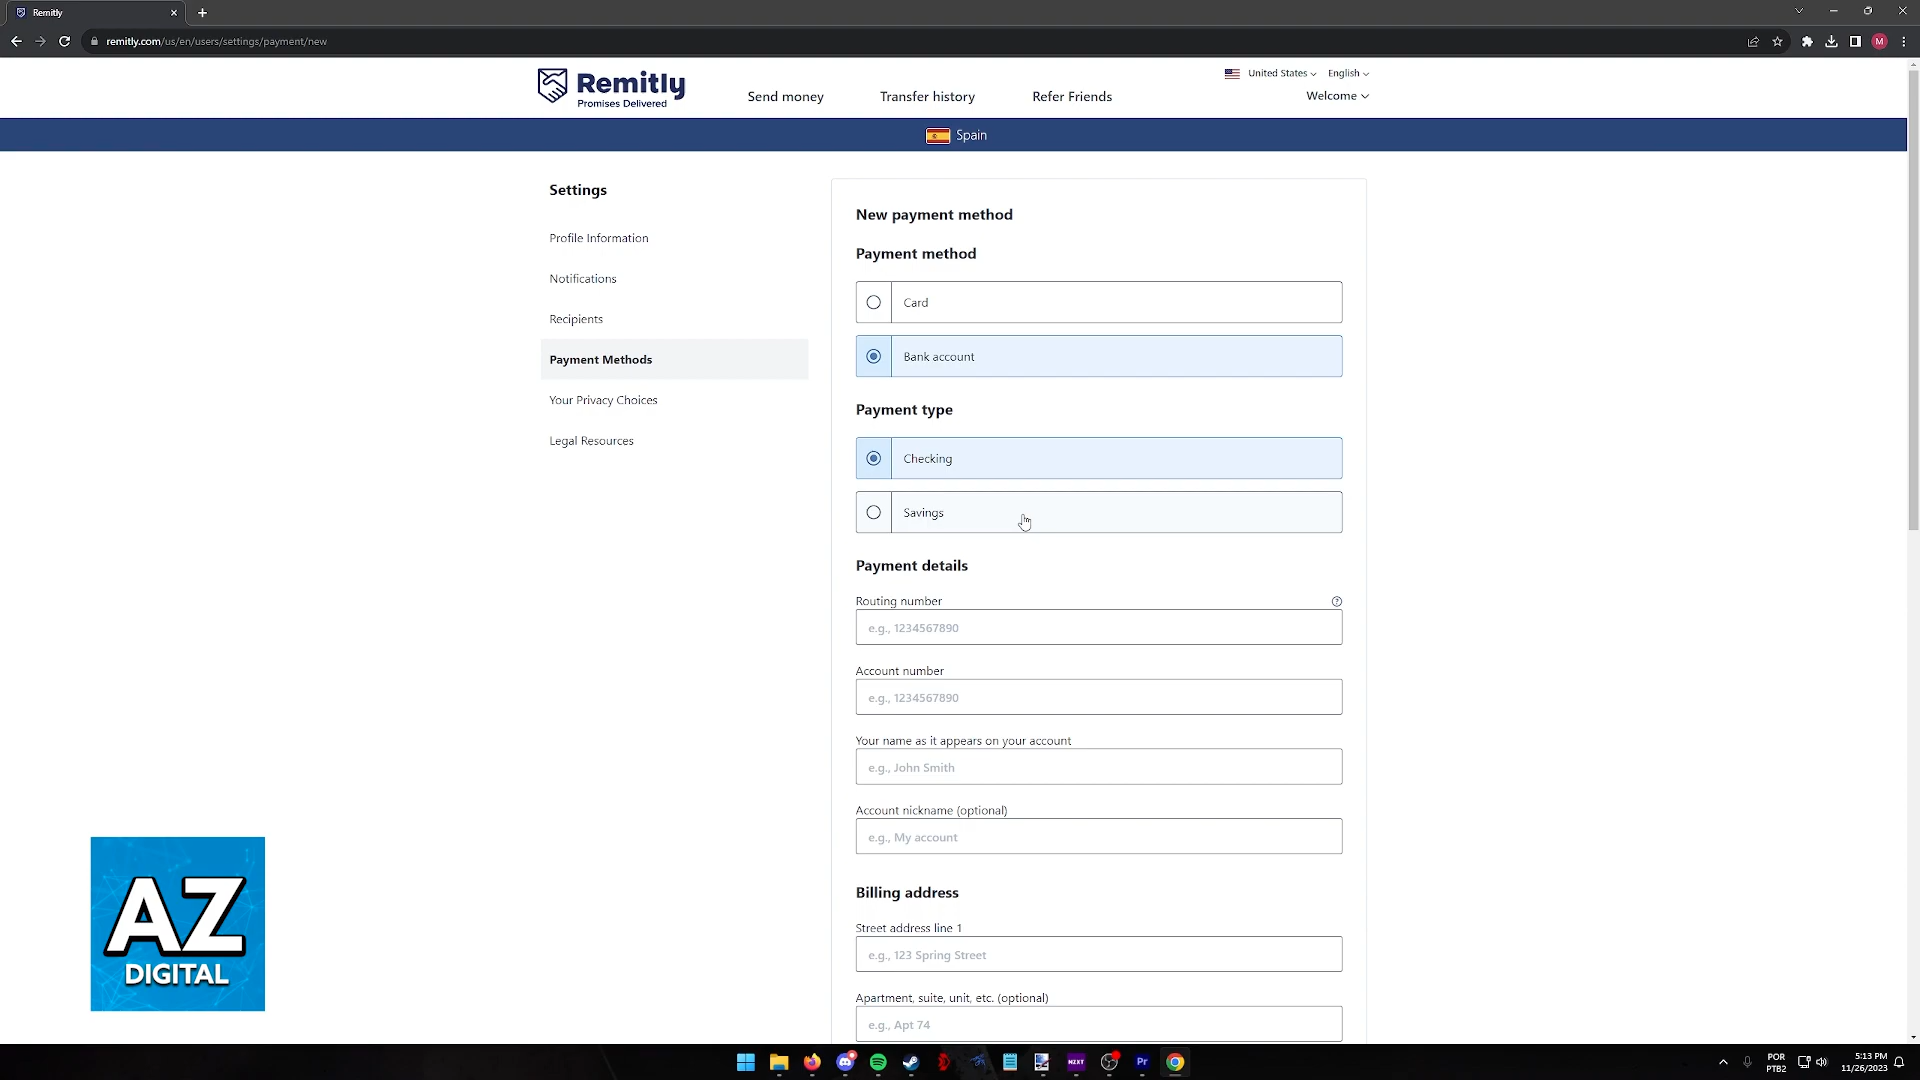 Remitly
remitly.com/us/en/users/settings/payment/new
M
Remitly
Promises Delivered
Send money
Transfer history
Refer Friends
United States
English
Welcome
Spain
Settings
Profile Information
Notifications
Recipients
Payment Methods
Your Privacy Choices
Legal Resources
New payment method
Payment method
Card
Bank account
Payment type
Checking
Savings
Payment details
Routing number
e.g., 1234567890
Account number
e.g., 1234567890
Your name as it appears on your account
e.g., John Smith
Account nickname (optional)
e.g., My account
Billing address
Street address line 1
e.g., 123 Spring Street
Apartment, suite, unit, etc. (optional)
e.g., Apt 74
AZ
DIGITAL
NZXT
Pr
POR
PTB2
5:13 PM
11/26/2023